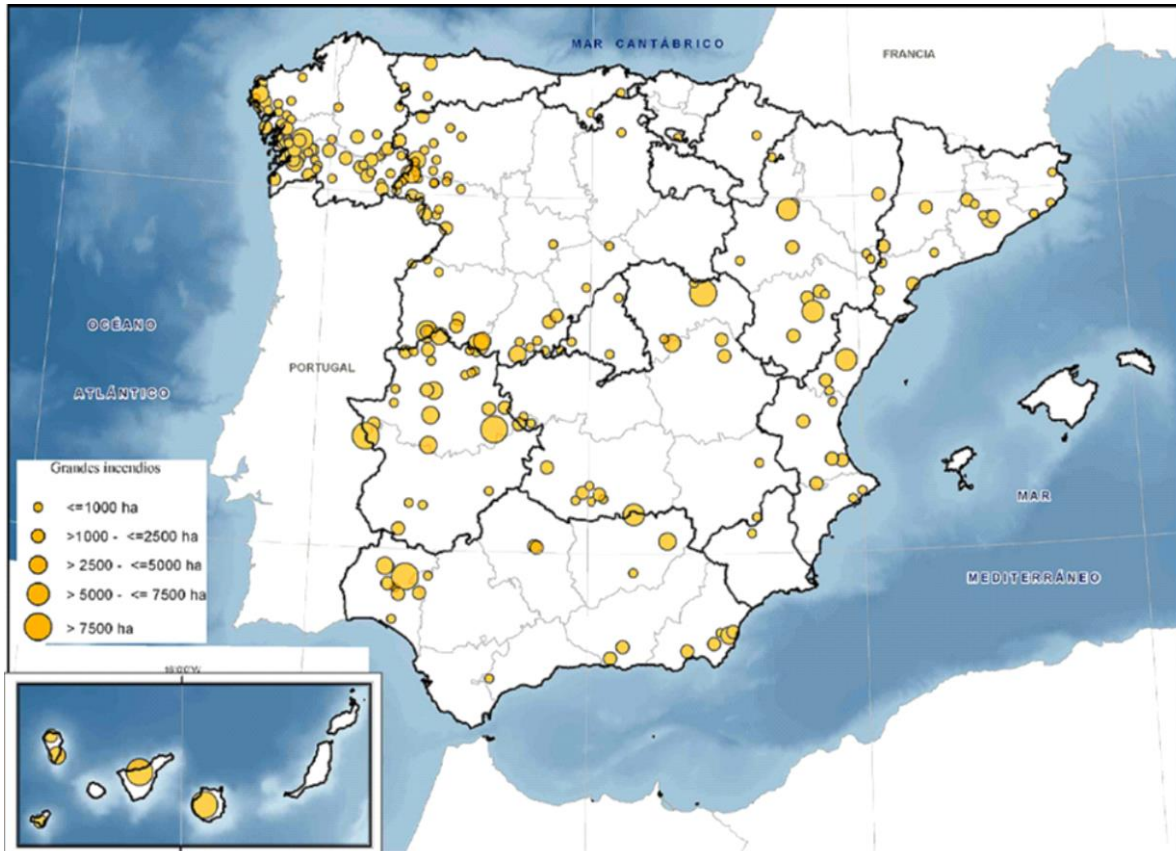 MAR CANTÁBRICO
FRANCIA
OCÉANO
ATLÁNTICO
PORTUGAL
MAR
MEDITERRÁNEO
Grandes incendios
<=1000 ha
>1000 - <=2500 ha
> 2500 - <=5000 ha
> 5000 - <= 7500 ha
> 7500 ha